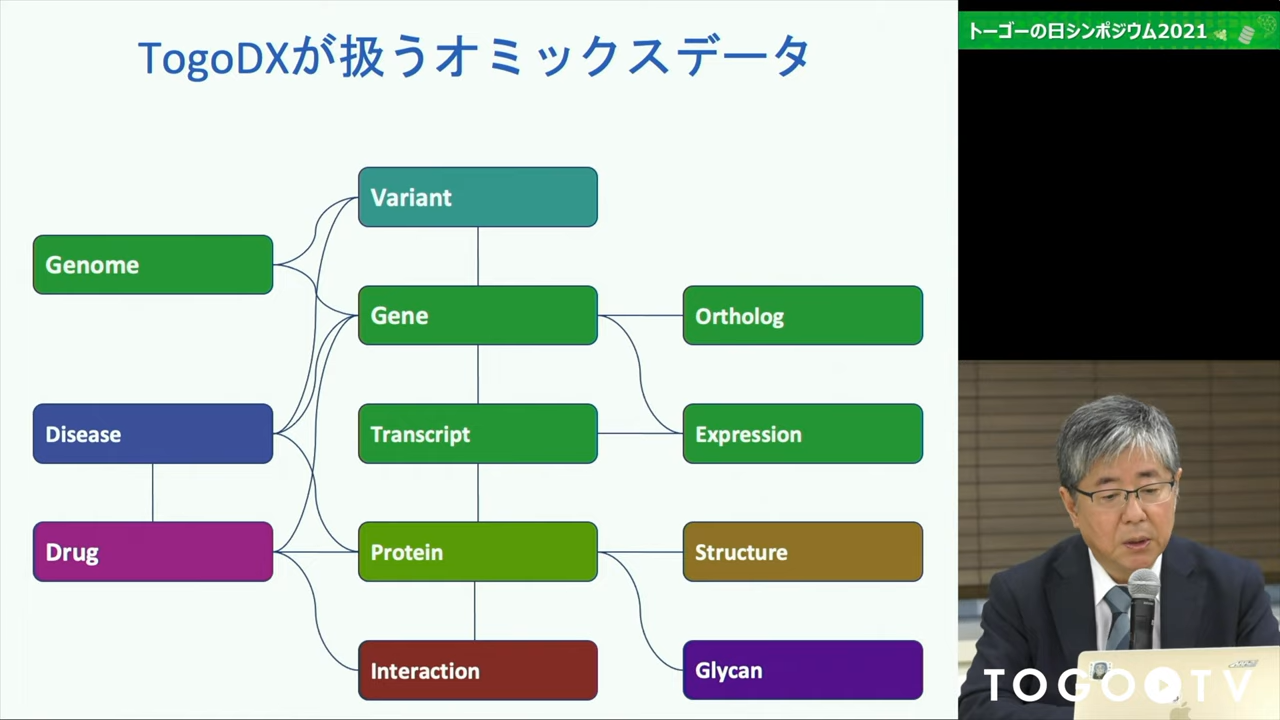 TogoDXが扱うオミックスデータ
トーゴーの日シンポジウム2021
Variant
Genome
Gene
Ortholog
Disease
Transcript
Expression
Drug
Protein
Structure
Interaction
Glycan
TOGO TV